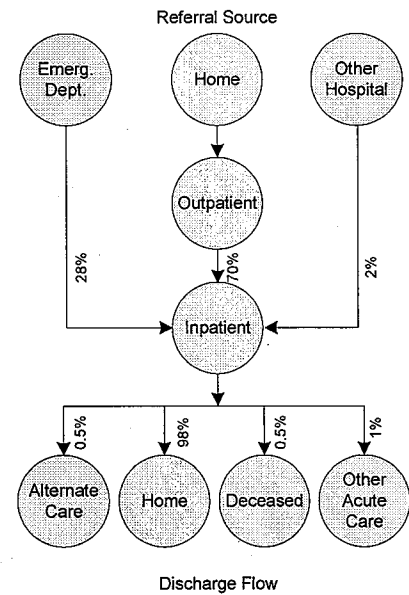 Referral Source
Emerg.
Dept.
Home
Other
Hospital
Outpatient
28%
70%
2%
Inpatient
0.5%
98%
0.5%
1%
Alternate
Care
Home
Deceased
Other
Acute
Care
Discharge Flow